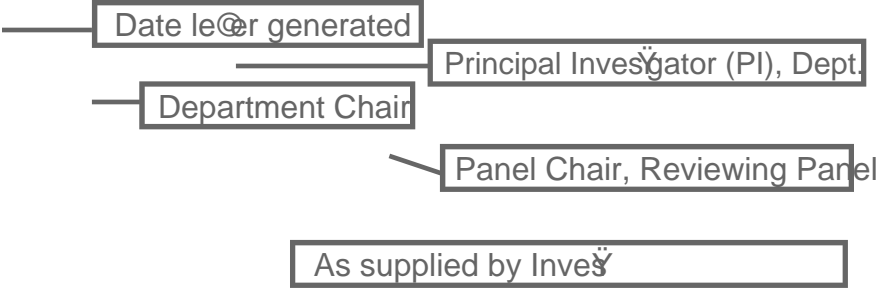 Date le©er generated
Principal InvesŸgator (PI), Dept.
Department Chair
Panel Chair, Reviewing Panel
As supplied by InvesŸ